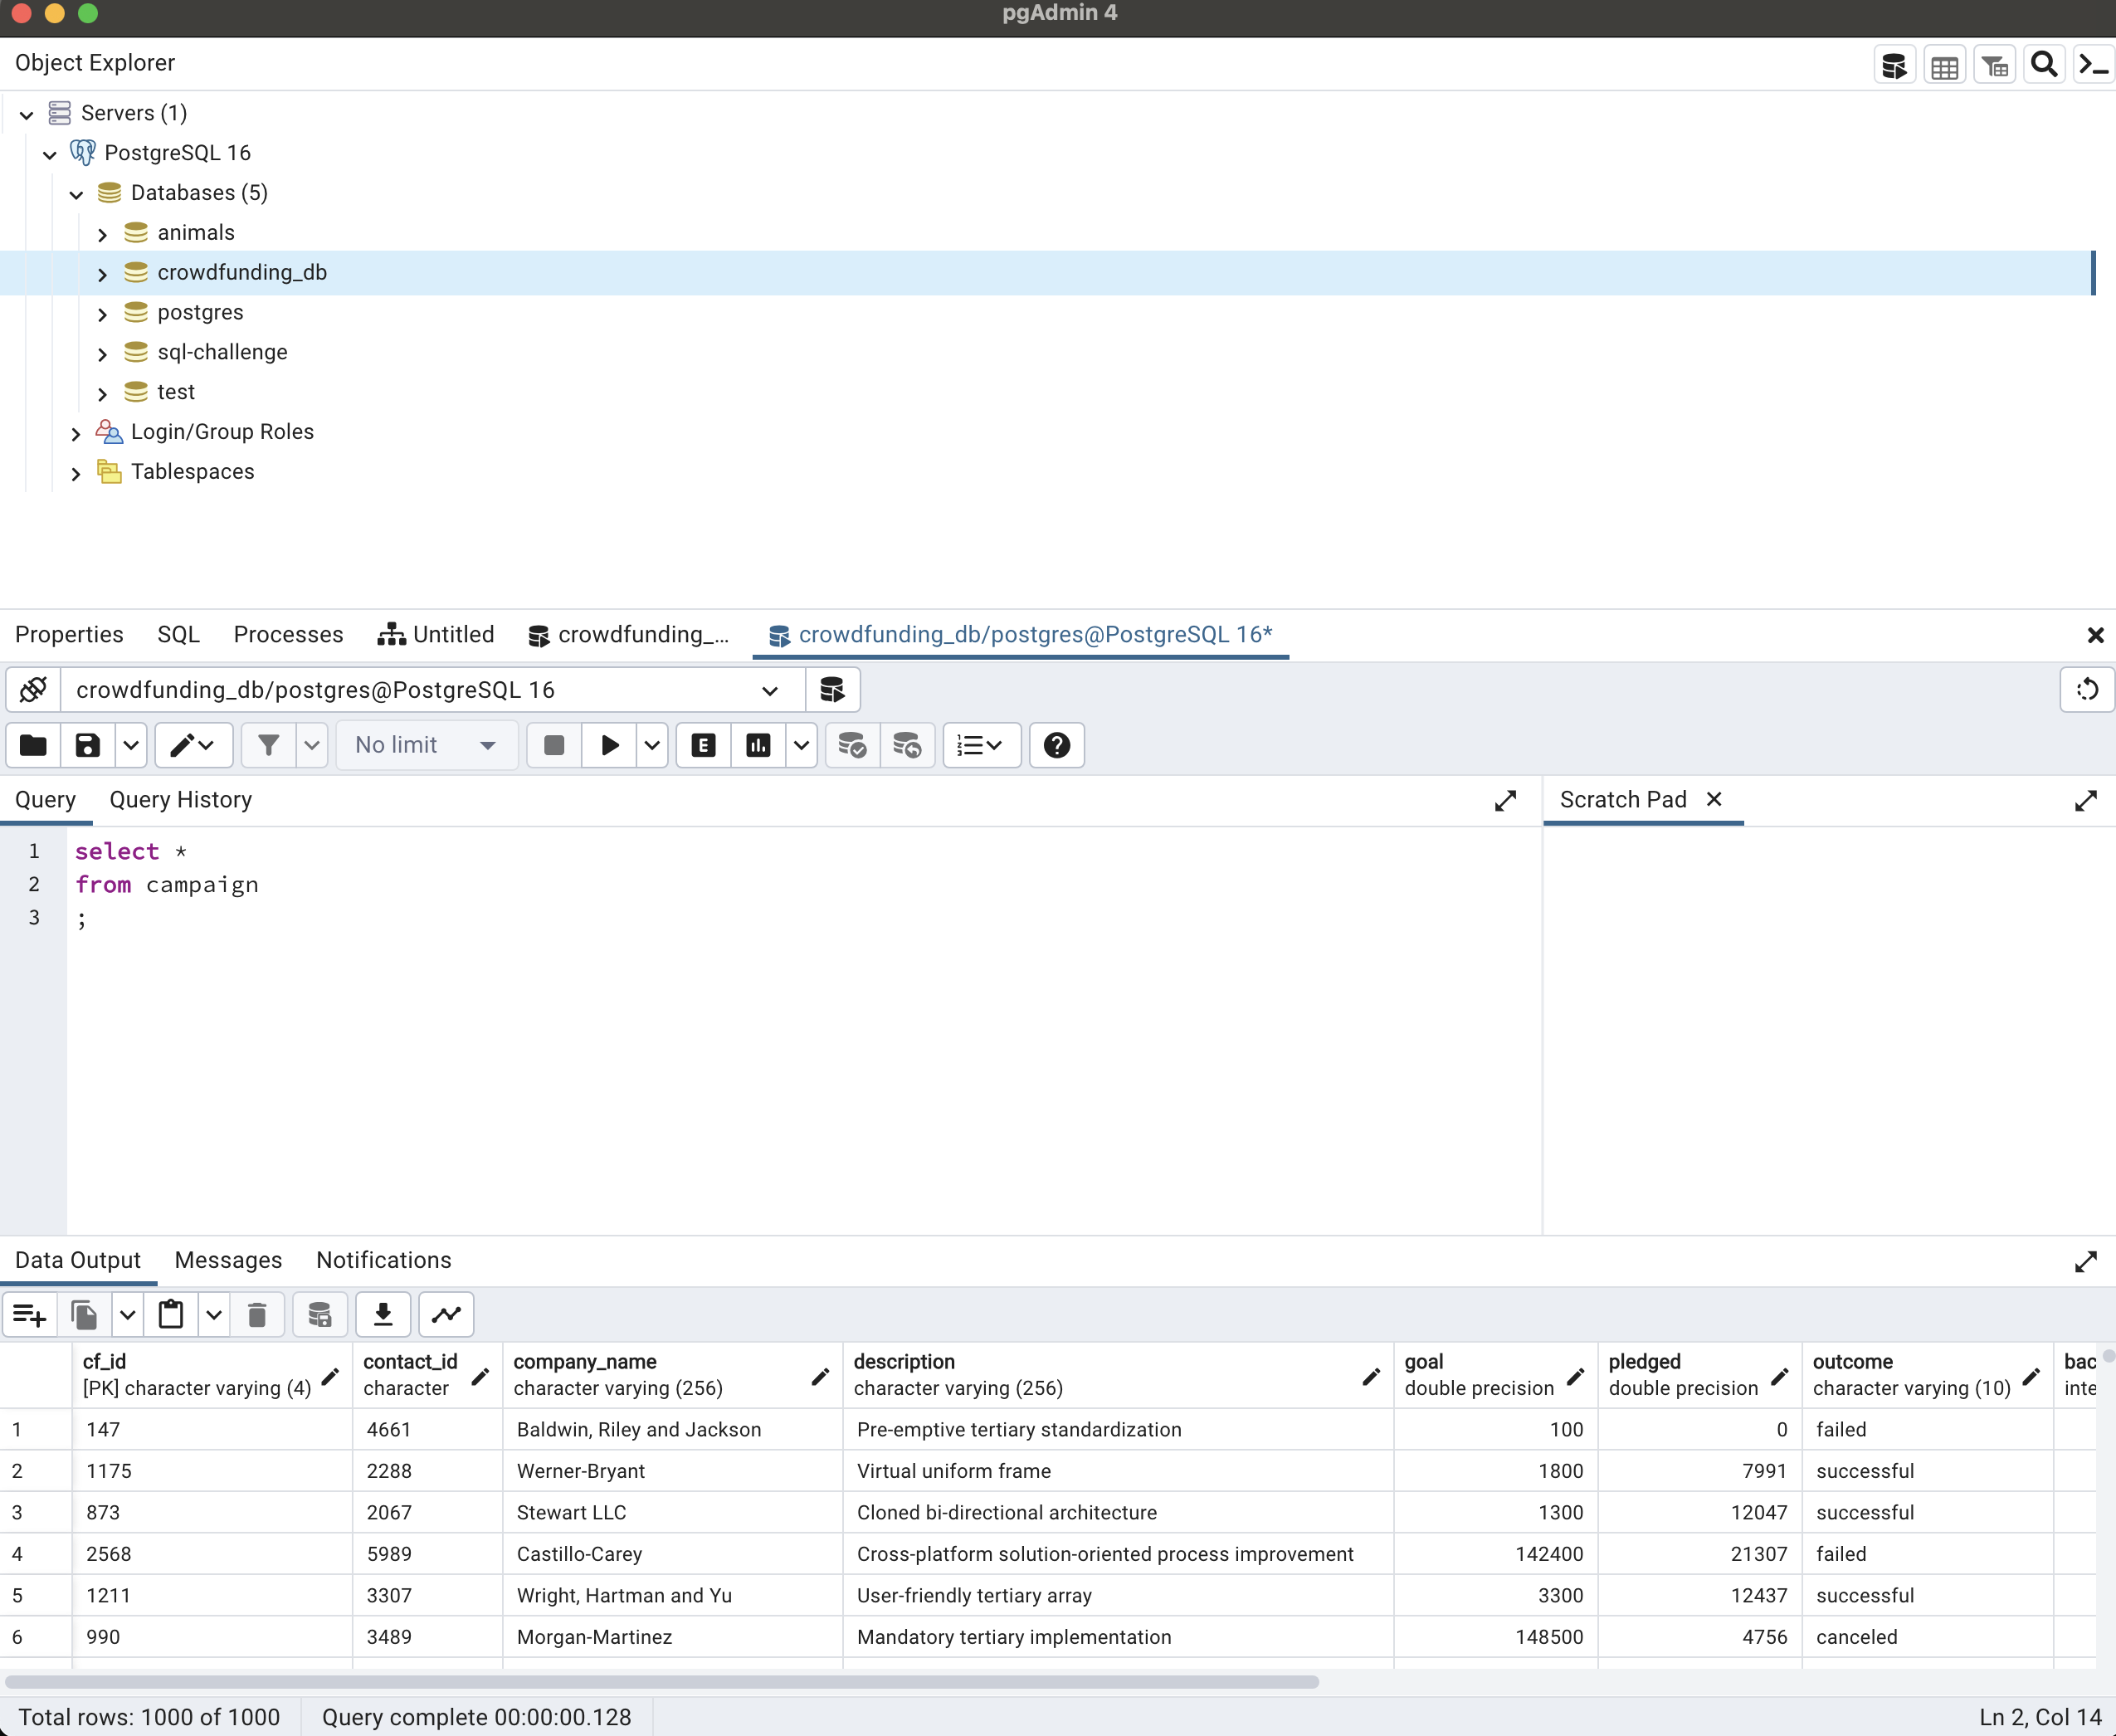 pgAdmin 4
Object Explorer
Servers (1)
PostgreSQL 16
Databases (5)
animals
crowdfunding_db
postgres
sql-challenge
test
Login/Group Roles
Tablespaces
Properties SQL Processes Untitled crowdfunding_... crowdfunding_db/postgres@PostgreSQL 16*
crowdfunding_db/postgres@PostgreSQL 16
No limit E
Query Query History Scratch Pad
1 select *
2 from campaign
3 ;
Data Output Messages Notifications
cf_id contact_id company_name description goal pledged outcome bac
[PK] character varying (4) character character varying (256) character varying (256) double precision double precision character varying (10) inte
1 147 4661 Baldwin, Riley and Jackson Pre-emptive tertiary standardization 100 0 failed
2 1175 2288 Werner-Bryant Virtual uniform frame 1800 7991 successful
3 873 2067 Stewart LLC Cloned bi-directional architecture 1300 12047 successful
4 2568 5989 Castillo-Carey Cross-platform solution-oriented process improvement 142400 21307 failed
5 1211 3307 Wright, Hartman and Yu User-friendly tertiary array 3300 12437 successful
6 990 3489 Morgan-Martinez Mandatory tertiary implementation 148500 4756 canceled
Total rows: 1000 of 1000 Query complete 00:00:00.128 Ln 2, Col 14